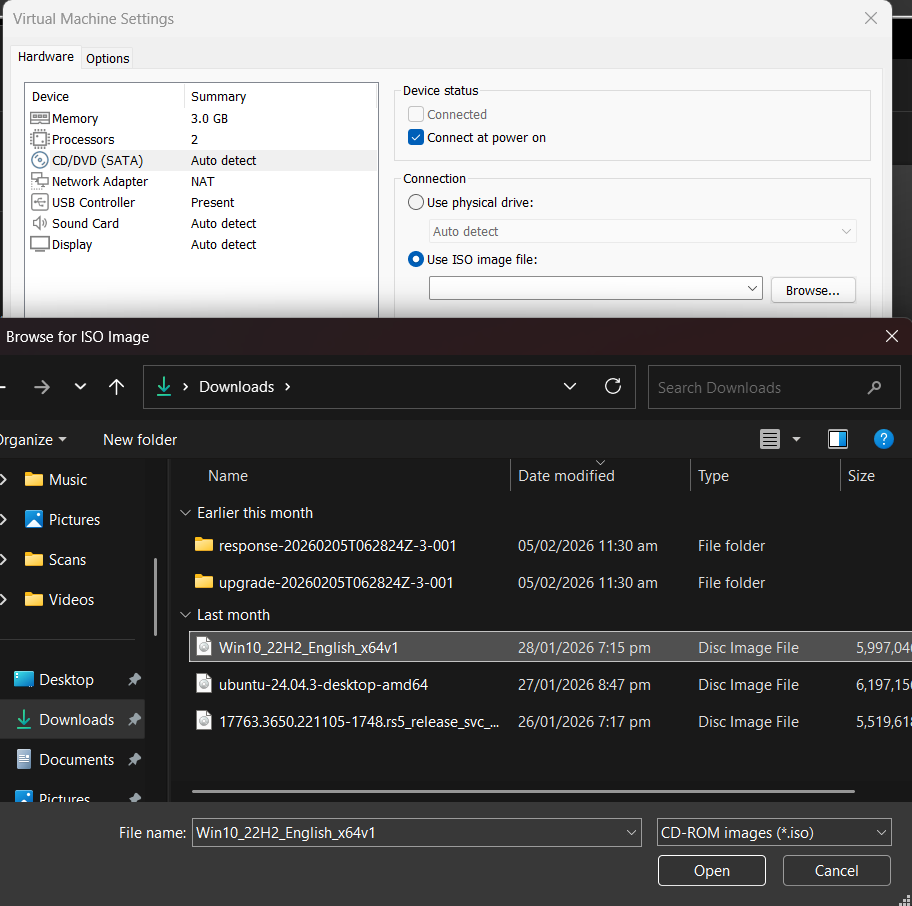 Virtual Machine Settings
Hardware Options
Device Summary
Memory 3.0 GB
Processors 2
CD/DVD (SATA) Auto detect
Network Adapter NAT
USB Controller Present
Sound Card Auto detect
Display Auto detect
Device status
Connected
Connect at power on
Connection
Use physical drive:
Auto detect
Use ISO image file:
Browse...
Browse for ISO Image
Downloads
Search Downloads
Organize New folder
Music
Pictures
Scans
Videos
Desktop
Downloads
Documents
Pictures
Name Date modified Type Size
Earlier this month
response-20260205T062824Z-3-001 05/02/2026 11:30 am File folder
upgrade-20260205T062824Z-3-001 05/02/2026 11:30 am File folder
Last month
Win10_22H2_English_x64v1 28/01/2026 7:15 pm Disc Image File 5,997,046
ubuntu-24.04.3-desktop-amd64 27/01/2026 8:47 pm Disc Image File 6,197,156
17763.3650.221105-1748.rs5_release_svc_... 26/01/2026 7:17 pm Disc Image File 5,519,618
File name: Win10_22H2_English_x64v1 CD-ROM images (*.iso)
Open Cancel